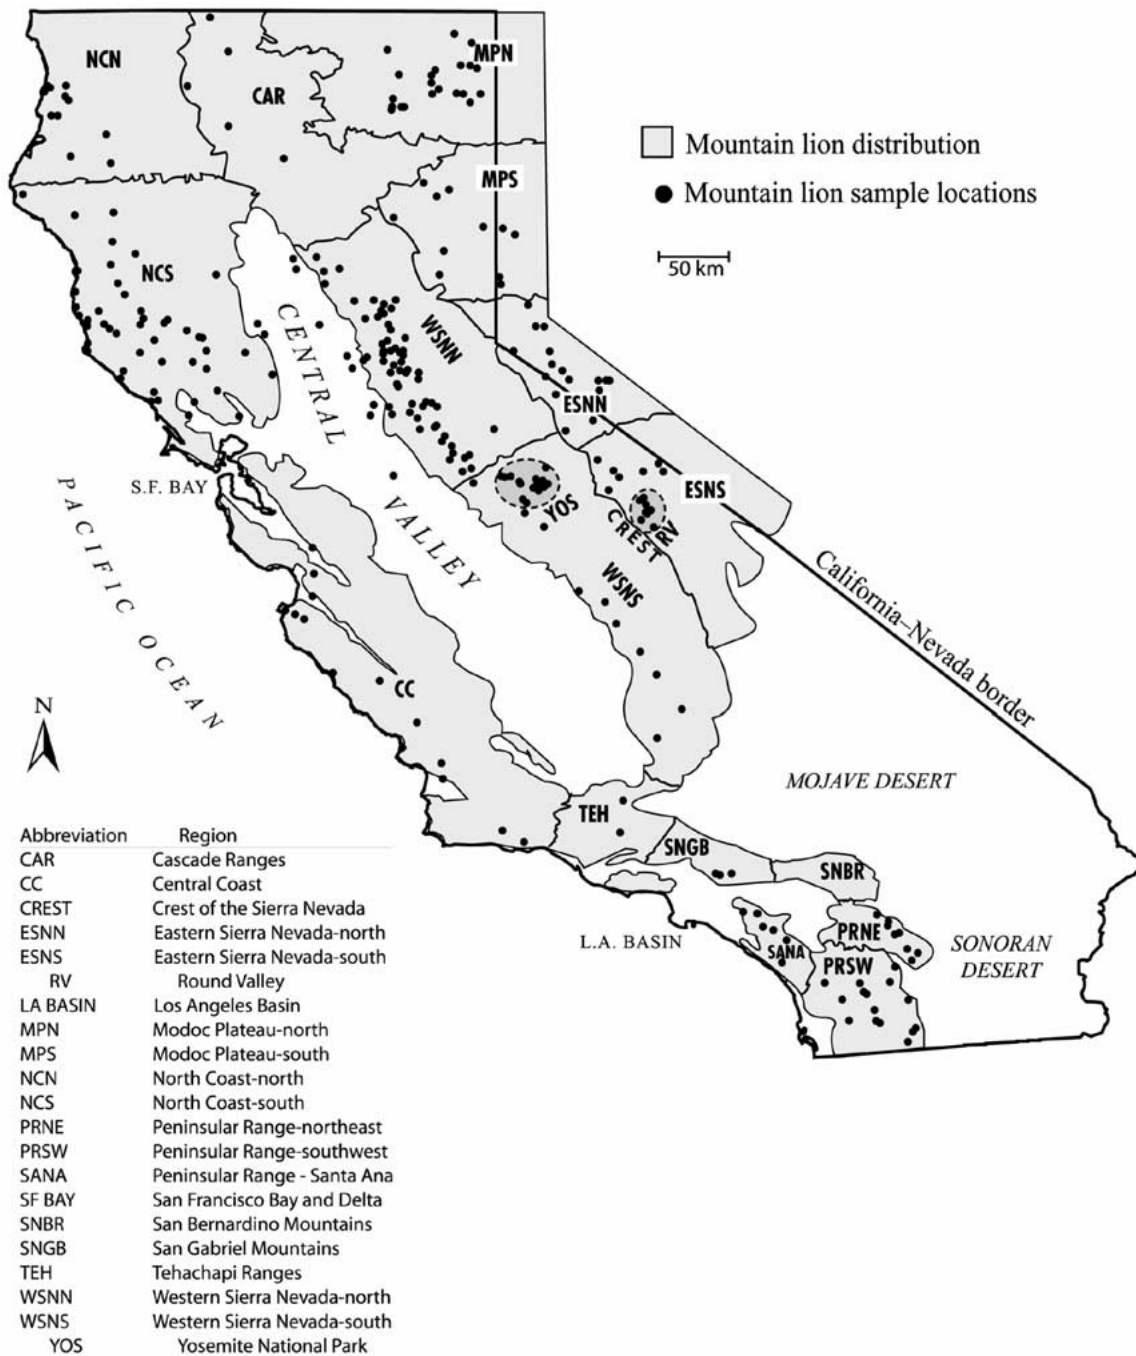 NCN
MPN
CAR
Mountain lion distribution
MPS
Mountain lion sample locations
50 km
NCS
CENTRAL
VALLEY
WSNN
ESNN
S.F. BAY
ESNS
YOS
CREST
RV
WSNS
PACIFIC OCEAN
California–Nevada border
CC
N
MOJAVE DESERT
TEH
SNGB
SNBR
L.A. BASIN
PRNE
SONORAN
DESERT
SANA
PRSW
Abbreviation Region
CAR Cascade Ranges
CC Central Coast
CREST Crest of the Sierra Nevada
ESNN Eastern Sierra Nevada-north
ESNS Eastern Sierra Nevada-south
RV Round Valley
LA BASIN Los Angeles Basin
MPN Modoc Plateau-north
MPS Modoc Plateau-south
NCN North Coast-north
NCS North Coast-south
PRNE Peninsular Range-northeast
PRSW Peninsular Range-southwest
SANA Peninsular Range - Santa Ana
SF BAY San Francisco Bay and Delta
SNBR San Bernardino Mountains
SNGB San Gabriel Mountains
TEH Tehachapi Ranges
WSNN Western Sierra Nevada-north
WSNS Western Sierra Nevada-south
YOS Yosemite National Park